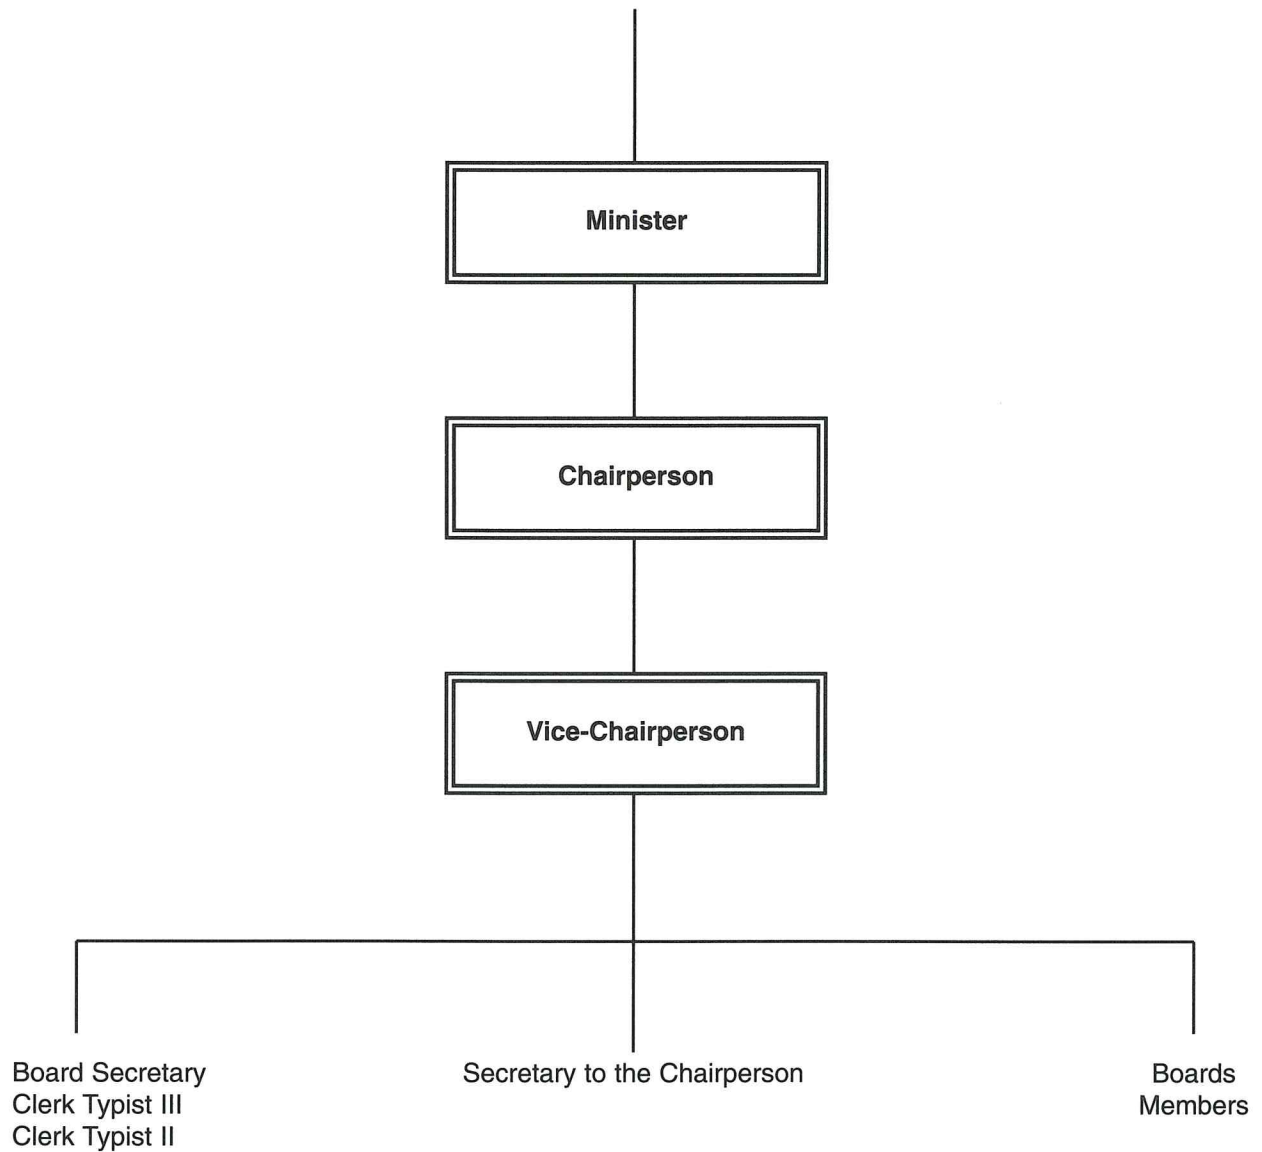 Minister
Chairperson
Vice-Chairperson
Board Secretary
Clerk Typist III
Clerk Typist II
Secretary to the Chairperson
Boards
Members